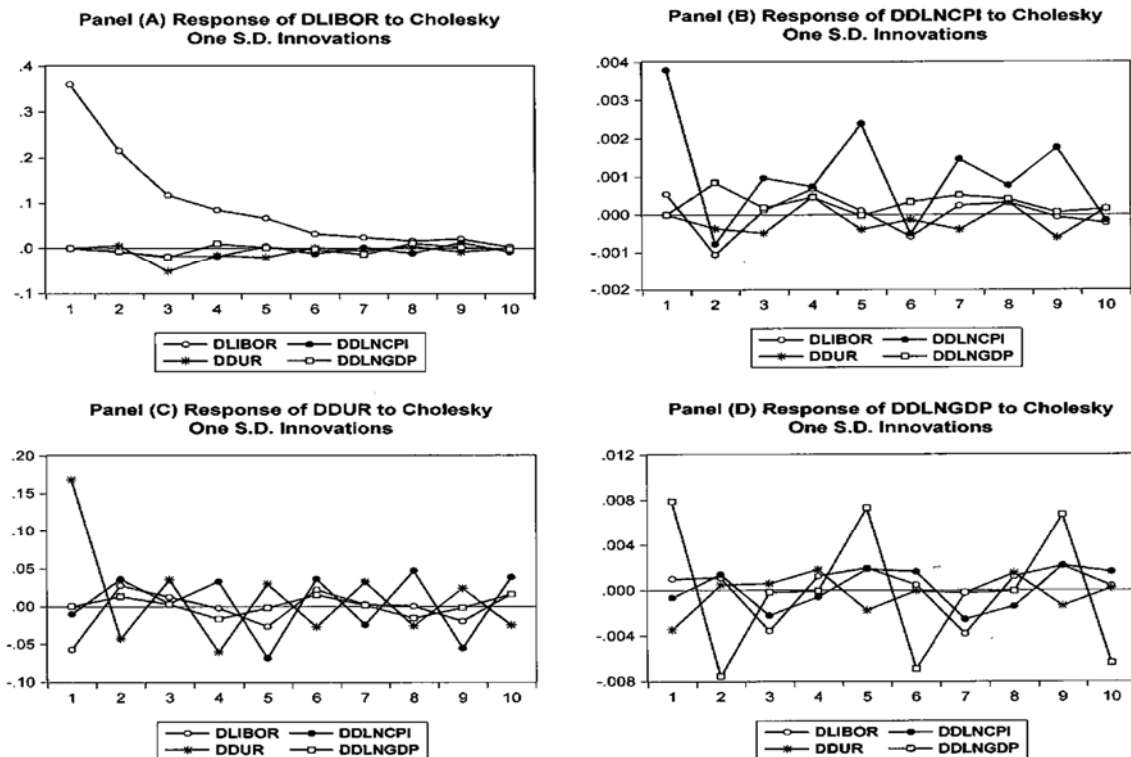 Panel (A) Response of DLIBOR to Cholesky
One S.D. Innovations
.4
.3
.2
.1
.0
-.1
1 2 3 4 5 6 7 8 9 10
DLIBOR DDLNCPI
DDUR DDLNGDP
Panel (B) Response of DDLNCPI to Cholesky
One S.D. Innovations
.004
.003
.002
.001
.000
-.001
-.002
1 2 3 4 5 6 7 8 9 10
DLIBOR DDLNCPI
DDUR DDLNGDP
Panel (C) Response of DDUR to Cholesky
One S.D. Innovations
.20
.15
.10
.05
.00
-.05
-.10
1 2 3 4 5 6 7 8 9 10
DLIBOR DDLNCPI
DDUR DDLNGDP
Panel (D) Response of DDLNGDP to Cholesky
One S.D. Innovations
.012
.008
.004
.000
-.004
-.008
1 2 3 4 5 6 7 8 9 10
DLIBOR DDLNCPI
DDUR DDLNGDP